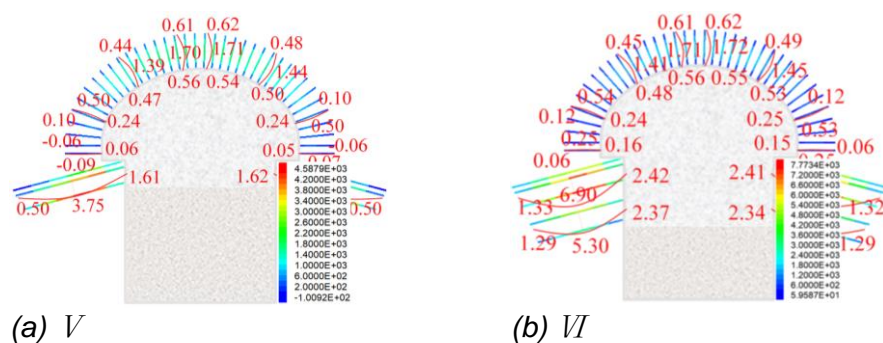 0.61 0.62
0.44 1.70 1.71 0.48
1.39 0.56 0.54 1.44
0.50 0.47 0.50 0.10
0.10 0.24 0.24 0.50
-0.06 0.06 0.05 -0.06
-0.09
1.61 1.62
0.50 3.75 0.50
4.5879E+03
4.2000E+03
3.8000E+03
3.4000E+03
3.0000E+03
2.6000E+03
2.2000E+03
1.8000E+03
1.4000E+03
1.0000E+03
6.0000E+02
2.0000E+02
-1.0092E+02
(a) V
0.61 0.62
0.45 1.71 1.72 0.49
1.41 0.56 0.55 1.45
0.54 0.48 0.53 0.12
0.12 0.24 0.25 0.53
0.25 0.16 0.15 0.06
0.06 2.42 2.41
1.33 6.90 2.37 2.34 1.32
1.29 5.30 1.29
7.7734E+03
7.2000E+03
6.6000E+03
6.0000E+03
5.4000E+03
4.8000E+03
4.2000E+03
3.6000E+03
3.0000E+03
2.4000E+03
1.8000E+03
1.2000E+03
6.0000E+02
5.9587E+01
(b) VI